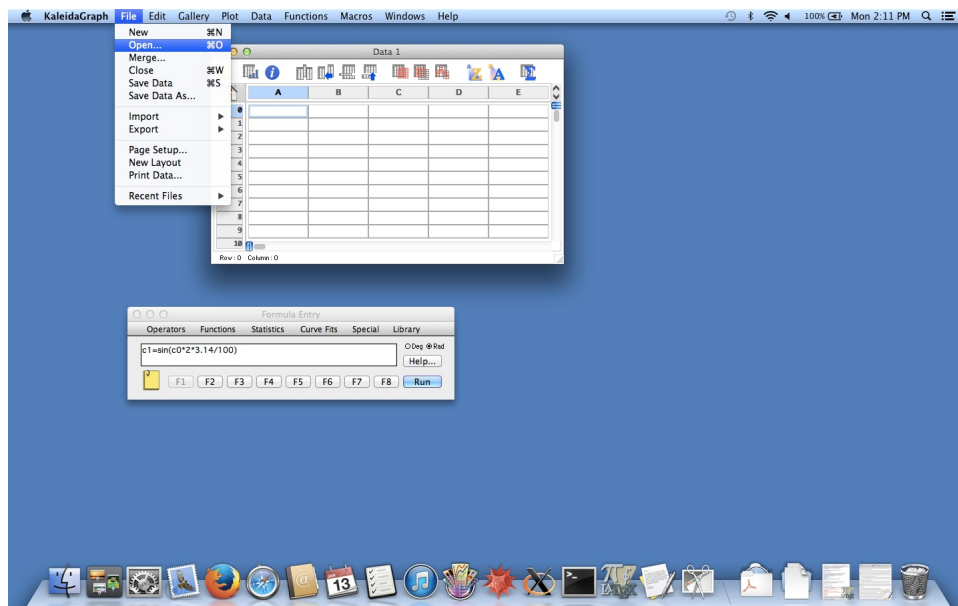 KaleidaGraph File Edit Gallery Plot Data Functions Macros Windows Help 100% Mon 2:11 PM
New ⌘N
Open... ⌘O
Merge...
Close ⌘W
Save Data ⌘S
Save Data As...
Import
Export
Page Setup...
New Layout
Print Data...
Recent Files
Data 1
A B C D E
0
1
2
3
4
5
6
7
8
9
10
Row: 0 Column: 0
Formula Entry
Operators Functions Statistics Curve Fits Special Library
c1=sin(c0*2*3.14/100)
Deg Rad
Help...
F1 F2 F3 F4 F5 F6 F7 F8 Run
13